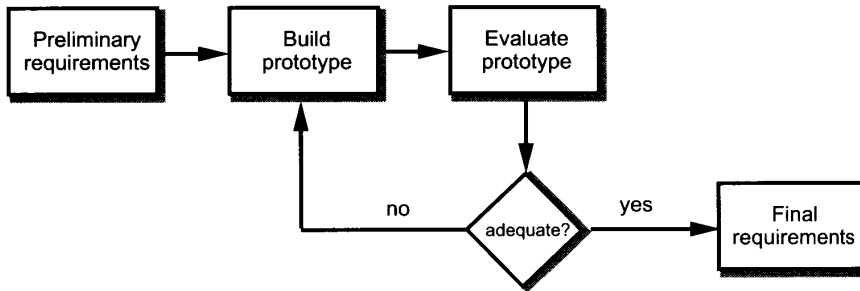 Preliminary
requirements
Build
prototype
Evaluate
prototype
no
adequate?
yes
Final
requirements